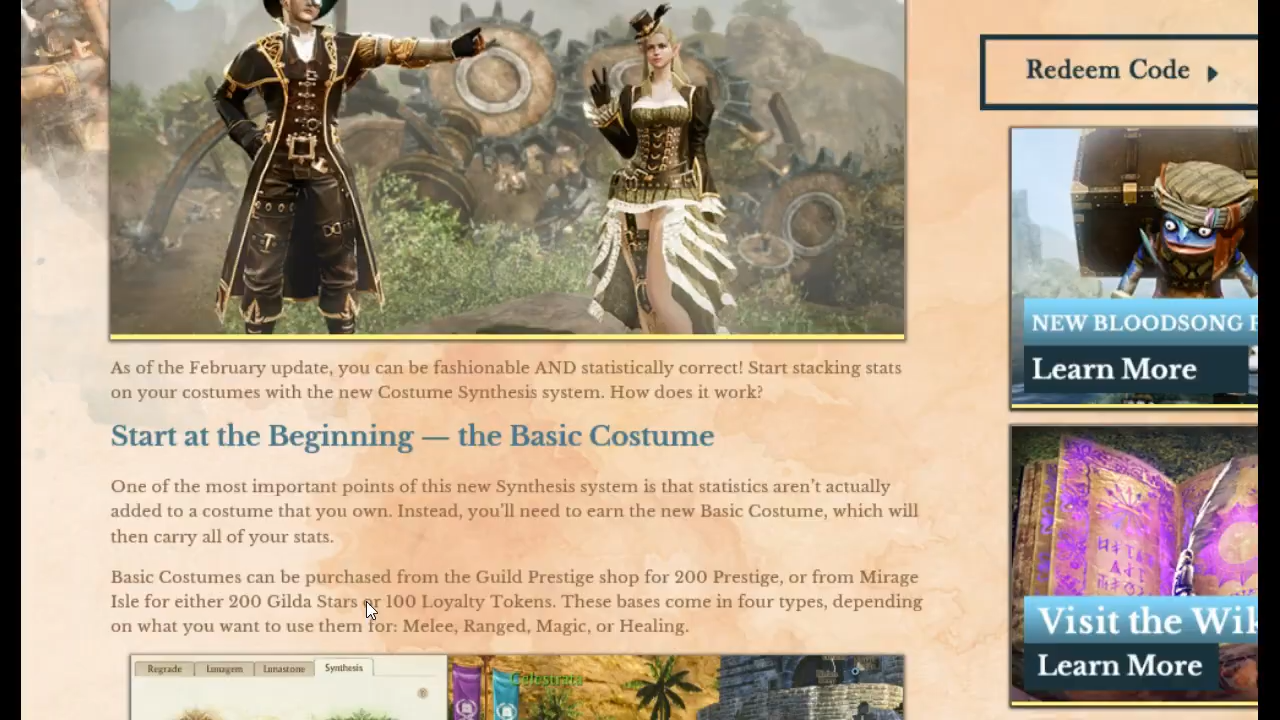 Redeem Code
NEW BLOODSONG
Learn More
As of the February update, you can be fashionable AND statistically correct! Start stacking stats
on your costumes with the new Costume Synthesis system. How does it work?
Start at the Beginning — the Basic Costume
One of the most important points of this new Synthesis system is that statistics aren’t actually
added to a costume that you own. Instead, you’ll need to earn the new Basic Costume, which will
then carry all of your stats.
Basic Costumes can be purchased from the Guild Prestige shop for 200 Prestige, or from Mirage
Isle for either 200 Gilda Stars or 100 Loyalty Tokens. These bases come in four types, depending
on what you want to use them for: Melee, Ranged, Magic, or Healing.
Visit the Wik
Learn More
Regrade Lunagem Lunastone Synthesis